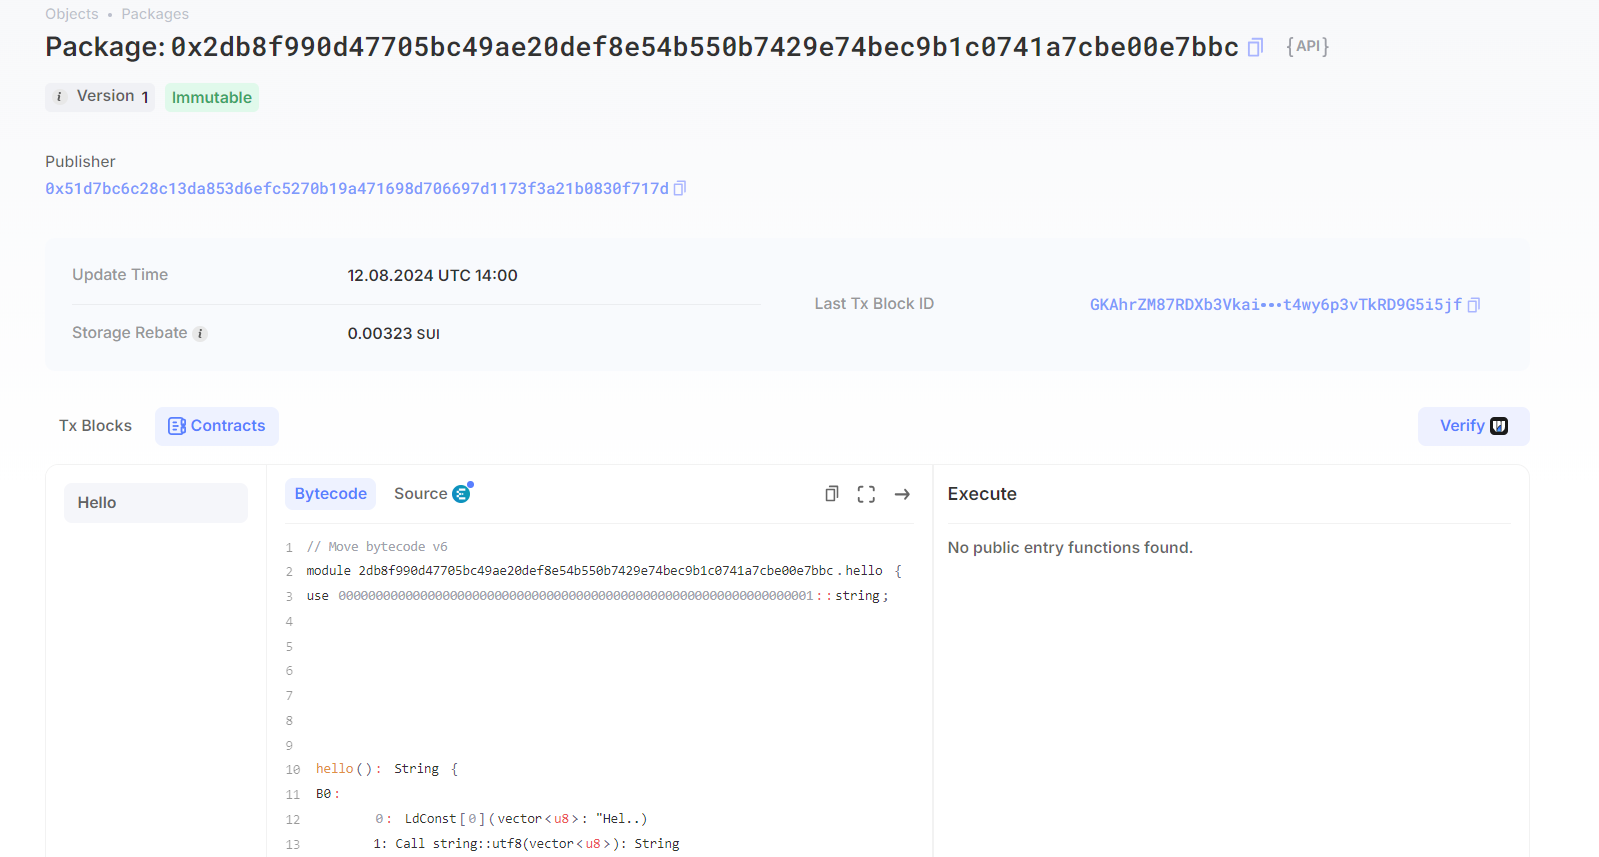 Objects • Packages
Package: 0x2db8f990d47705bc49ae20def8e54b550b7429e74bec9b1c0741a7cbe00e7bbc {API}
i Version 1 Immutable
Publisher
0x51d7bc6c28c13da853d6efc5270b19a471698d706697d1173f3a21b0830f717d
Update Time 12.08.2024 UTC 14:00
Last Tx Block ID GKAhrZM87RDXb3Vkai•••t4wy6p3vTkRD9G5i5jf
Storage Rebate i 0.00323 SUI
Tx Blocks Contracts Verify
Hello
Bytecode Source
Execute
No public entry functions found.
1 // Move bytecode v6
2 module 2db8f990d47705bc49ae20def8e54b550b7429e74bec9b1c0741a7cbe00e7bbc.hello {
3 use 0000000000000000000000000000000000000000000000000000000000000001::string;
4
5
6
7
8
9
10 hello(): String {
11 B0:
12 0: LdConst[0](vector<u8>: "Hel..)
13 1: Call string::utf8(vector<u8>): String